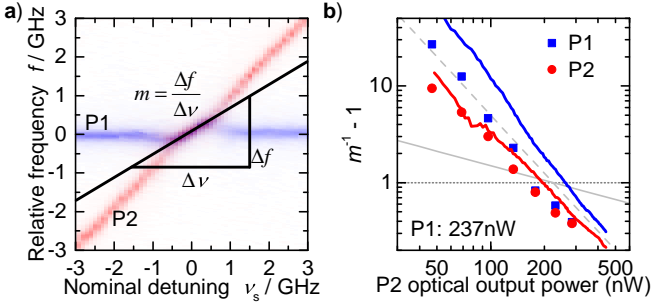 a)
Relative frequency f / GHz
3
2
1
0
-1
-2
-3
P1
P2
m = Δf / Δν
Δf
Δν
-3 -2 -1 0 1 2 3
Nominal detuning ν_s / GHz
b)
m⁻¹ - 1
10
1
P1
P2
P1: 237nW
50 100 200 500
P2 optical output power (nW)